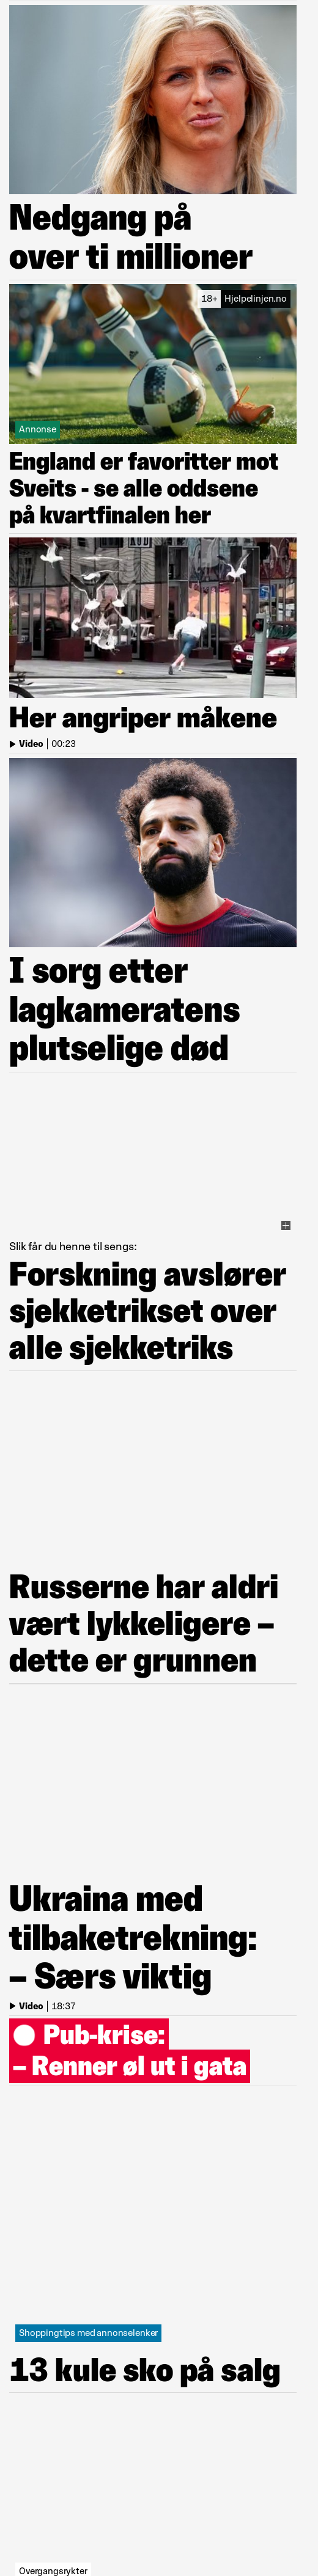 Nedgang på
over ti millioner
18+ Hjelpelinjen.no
Annonse
England er favoritter mot
Sveits - se alle oddsene
på kvartfinalen her
Her angriper måkene
Video | 00:23
I sorg etter
lagkameratens
plutselige død
Slik får du henne til sengs:
Forskning avslører
sjekketrikset over
alle sjekketriks
Russerne har aldri
vært lykkeligere –
dette er grunnen
Ukraina med
tilbaketrekning:
– Særs viktig
Video | 18:37
Pub-krise:
– Renner øl ut i gata
Shoppingtips med annonselenker
13 kule sko på salg
Overgangsrykter